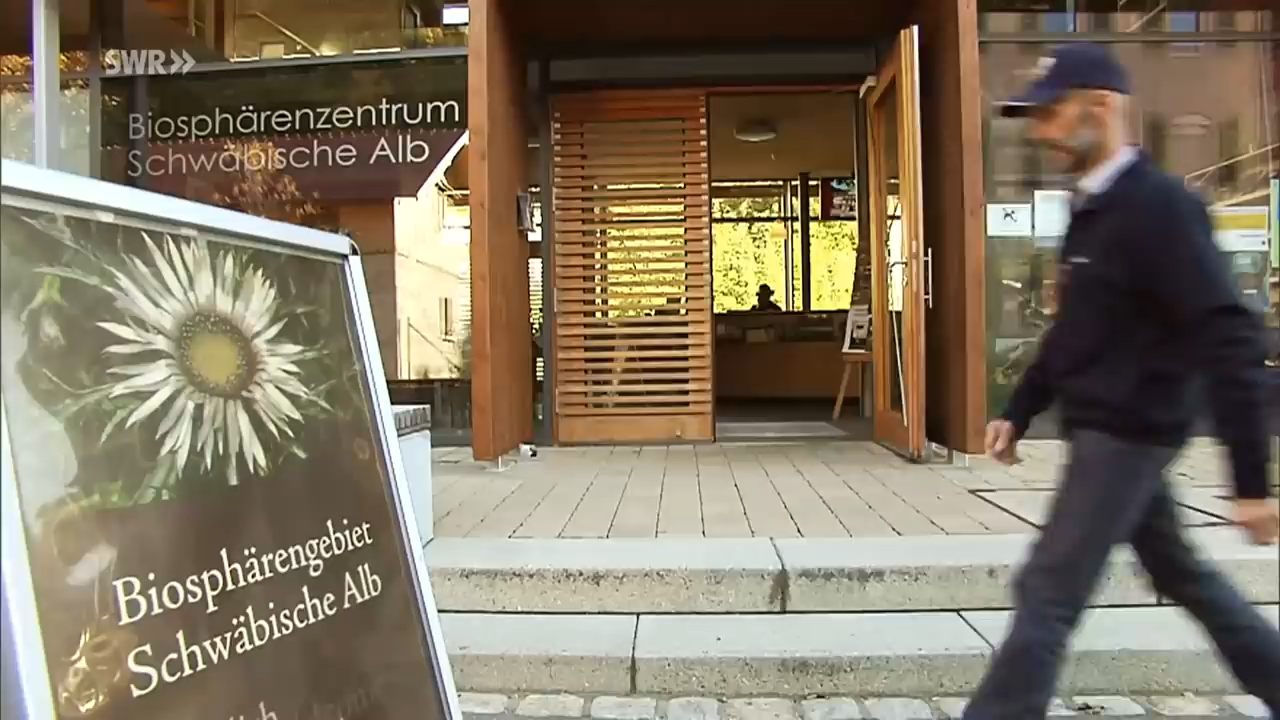 SWR»
Biosphärenzentrum
Schwäbische Alb
Biosphärengebiet
Schwäbische Alb